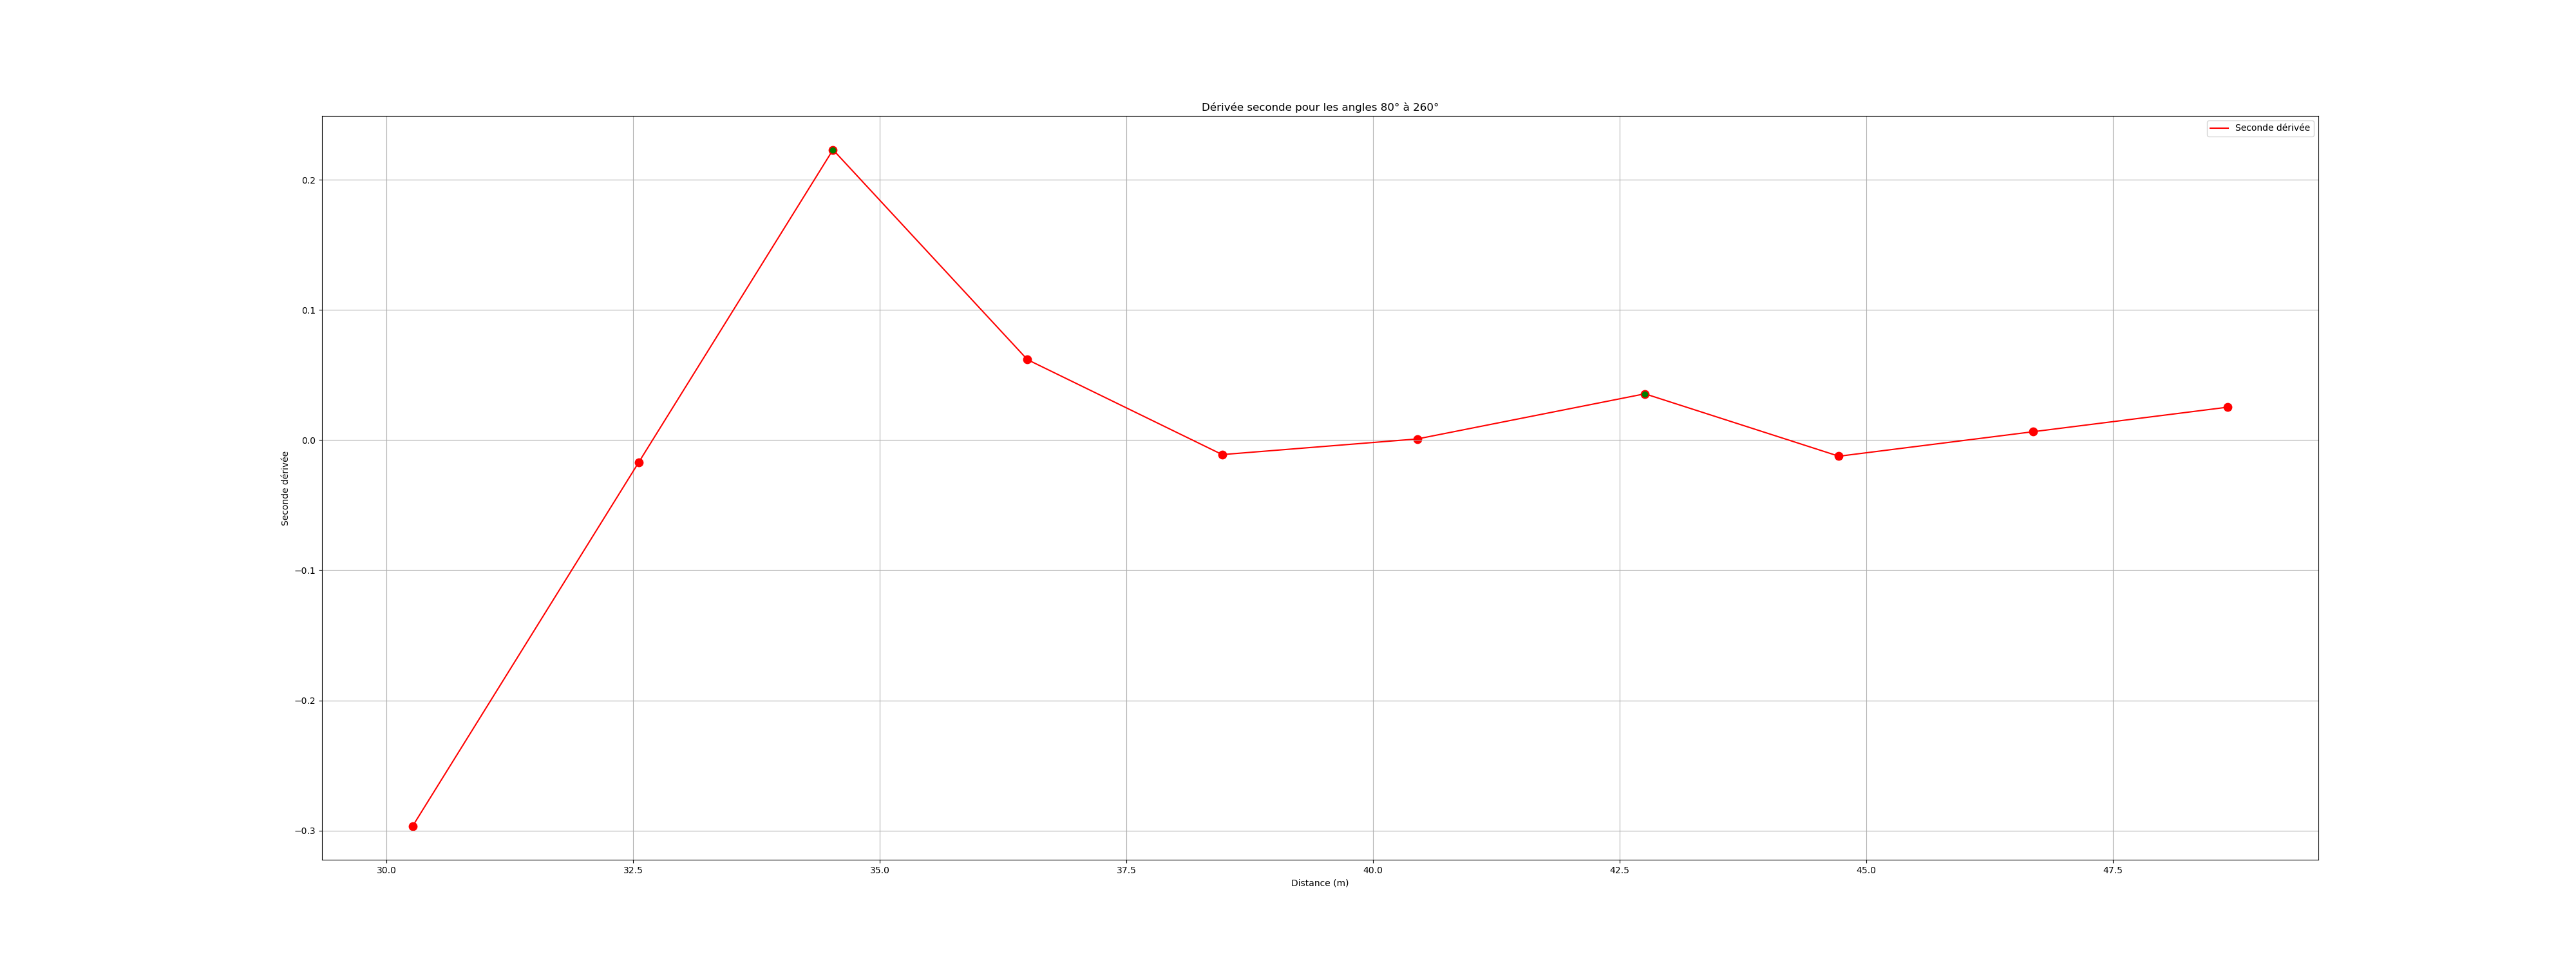 Dérivée seconde pour les angles 80° à 260°
Seconde dérivée
0.2
0.1
0.0
−0.1
−0.2
−0.3
Seconde dérivée
30.0 32.5 35.0 37.5 40.0 42.5 45.0 47.5
Distance (m)